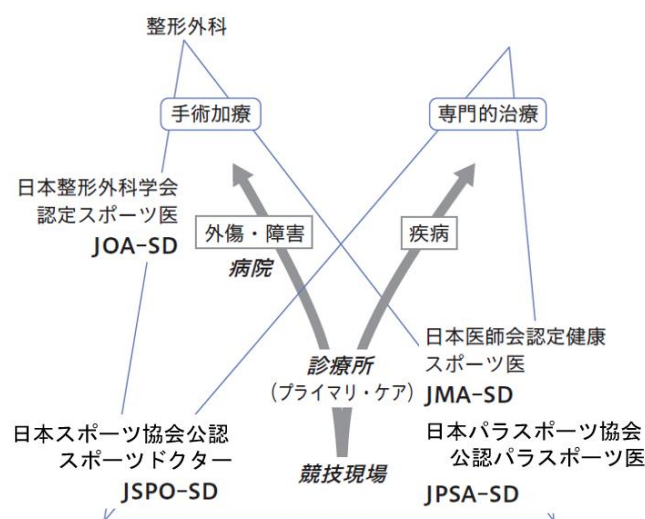 整形外科
手術加療
専門的治療
日本整形外科学会
認定スポーツ医
JOA-SD
外傷・障害
疾病
病院
診療所
（プライマリ・ケア）
日本医師会認定健康
スポーツ医
JMA-SD
日本スポーツ協会公認
スポーツドクター
JSPO-SD
競技現場
日本パラスポーツ協会
公認パラスポーツ医
JPSA-SD